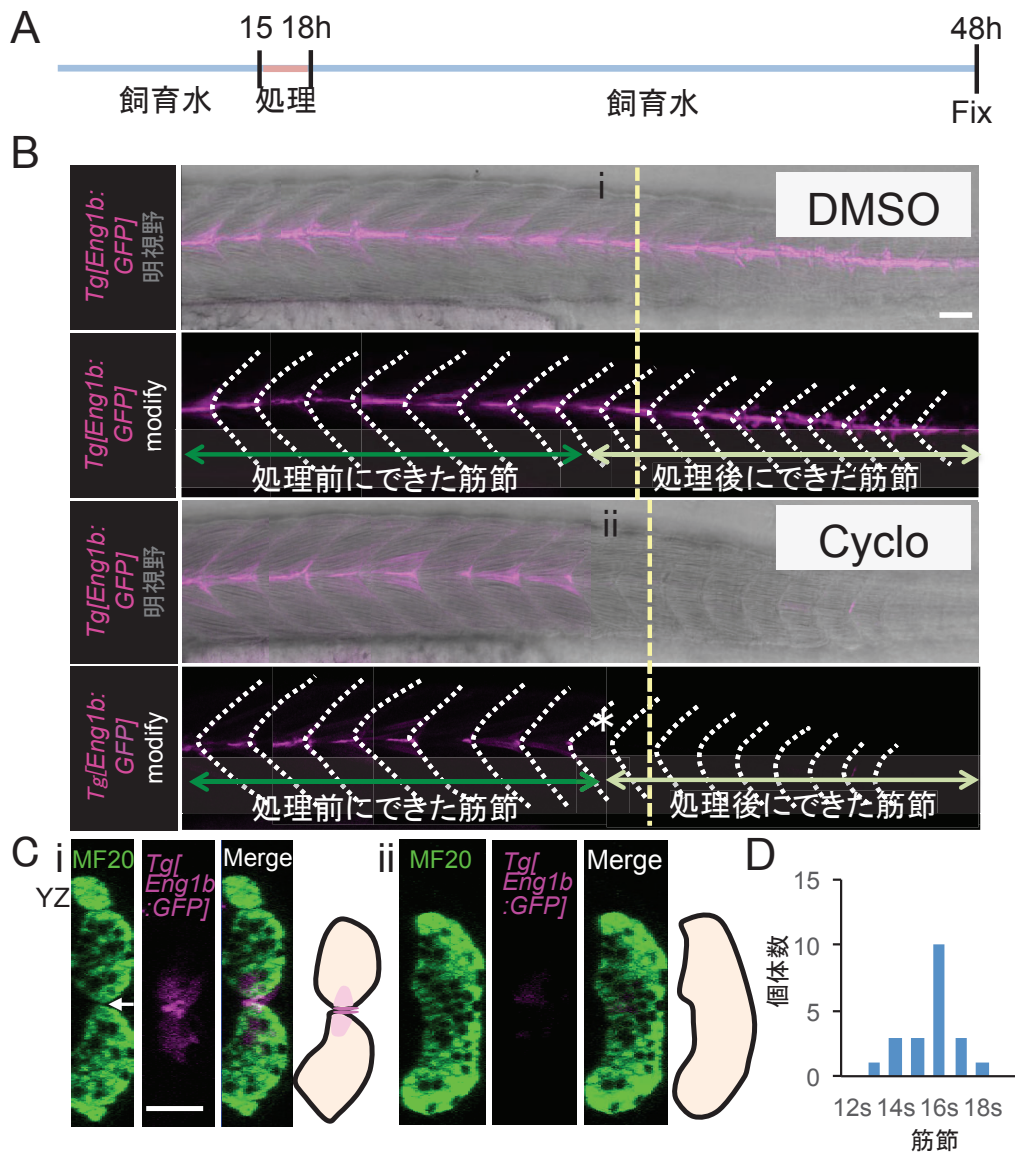 A
15 18h
48h
飼育水
処理
飼育水
Fix
B
Tg[Eng1b:
GFP]
明視野
i
DMSO
Tg[Eng1b:
GFP]
modify
処理前にできた筋節
処理後にできた筋節
Tg[Eng1b:
GFP]
明視野
ii
Cyclo
Tg[Eng1b:
GFP]
modify
*
処理前にできた筋節
処理後にできた筋節
C
i
YZ
MF20
Tg[
Eng1b
:GFP]
Merge
ii
MF20
Tg[
Eng1b
:GFP]
Merge
D
個体数
15
10
5
0
12s 14s 16s 18s
筋節